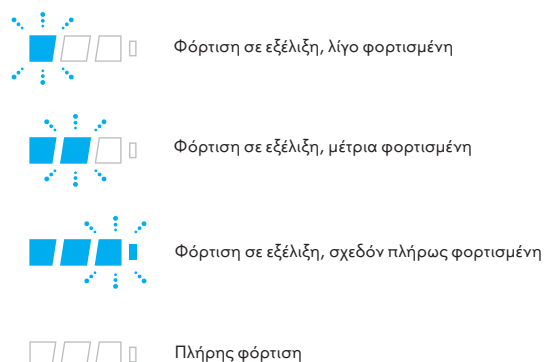 Φόρτιση σε εξέλιξη, λίγο φορτισμένη
Φόρτιση σε εξέλιξη, μέτρια φορτισμένη
Φόρτιση σε εξέλιξη, σχεδόν πλήρως φορτισμένη
Πλήρης φόρτιση